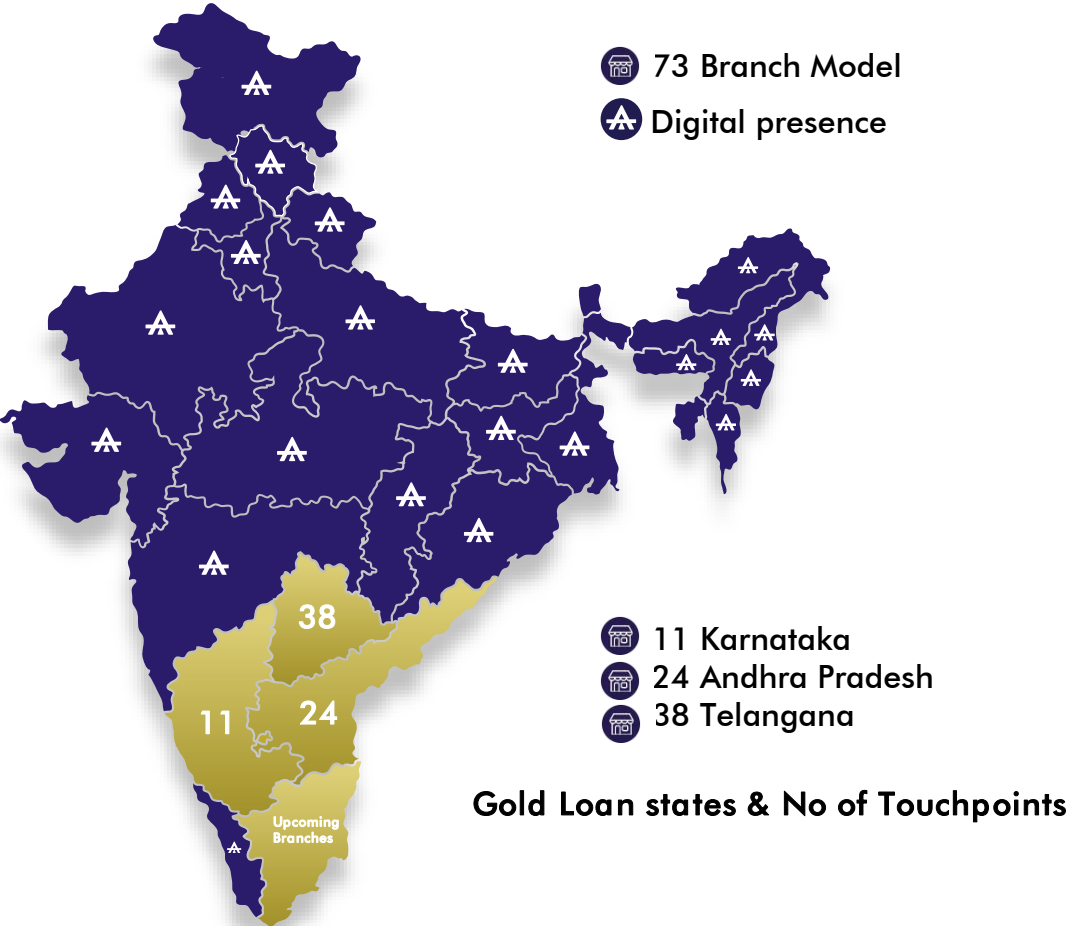 73 Branch Model
Digital presence
38
11
24
Upcoming
Branches
11 Karnataka
24 Andhra Pradesh
38 Telangana
Gold Loan states & No of Touchpoints